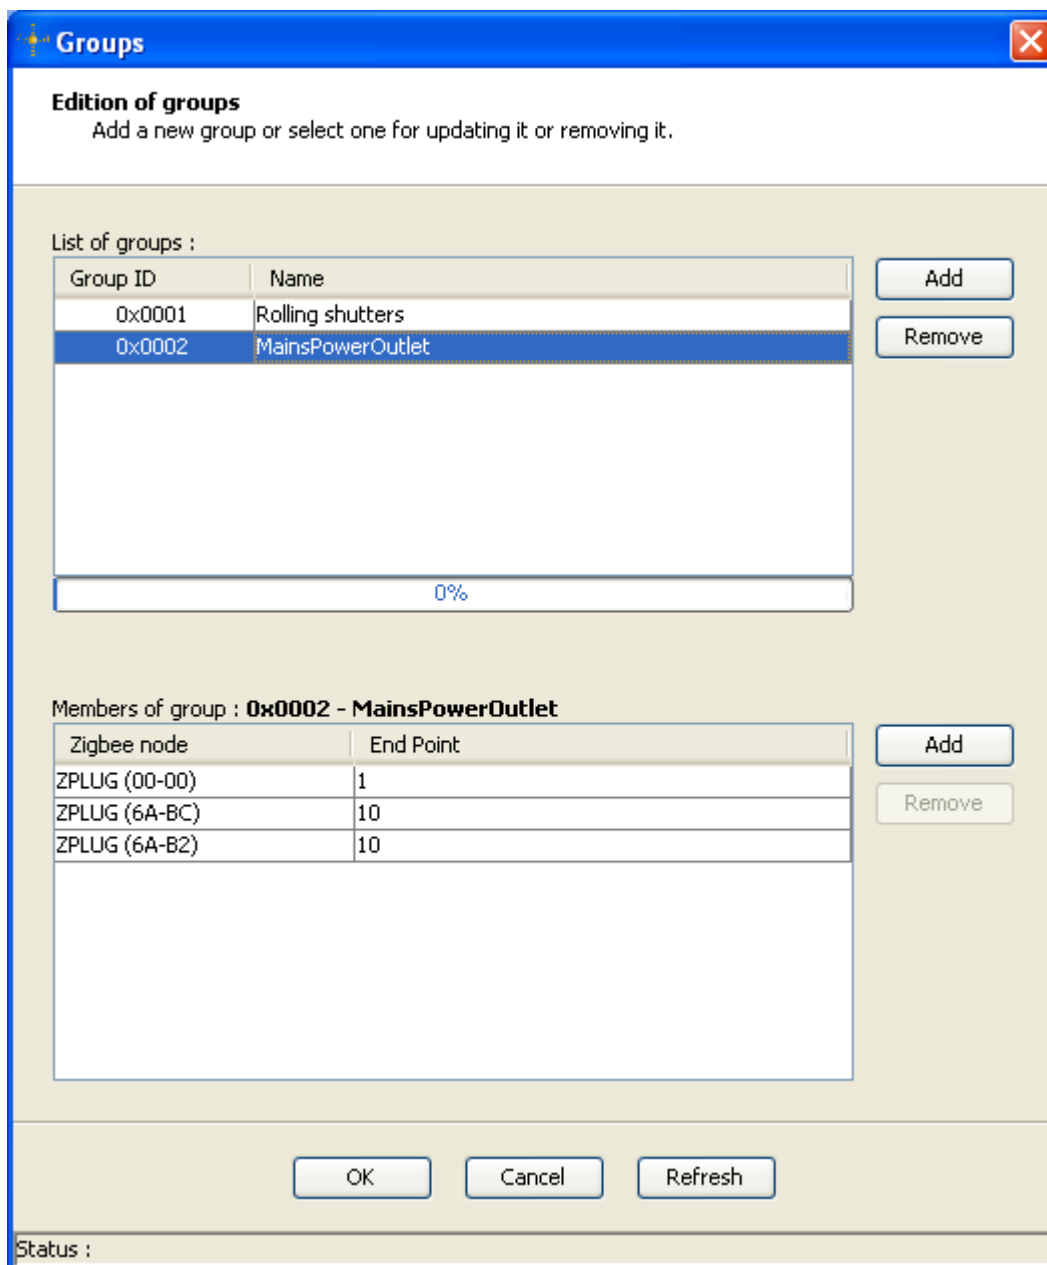 Groups
Edition of groups
Add a new group or select one for updating it or removing it.
List of groups :
Group ID Name
0x0001 Rolling shutters
0x0002 MainsPowerOutlet
Add
Remove
0%
Members of group : 0x0002 - MainsPowerOutlet
Zigbee node End Point
ZPLUG (00-00) 1
ZPLUG (6A-BC) 10
ZPLUG (6A-B2) 10
Add
Remove
OK Cancel Refresh
Status :